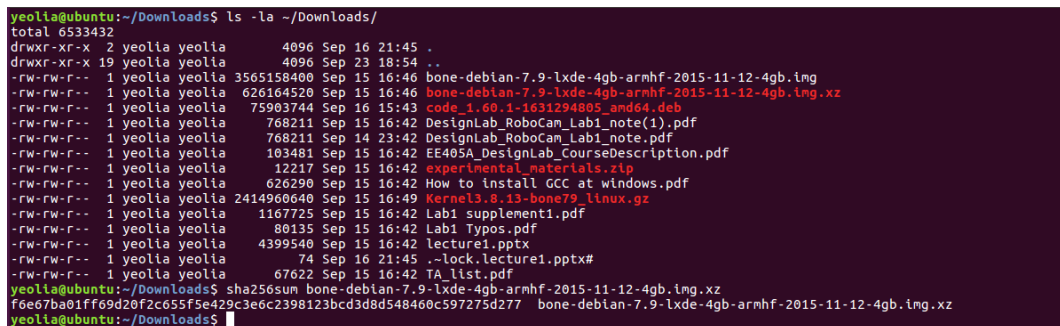 yeolia@ubuntu:~/Downloads$ ls -la ~/Downloads/
total 6533432
drwxr-xr-x  2 yeolia yeolia       4096 Sep 16 21:45 .
drwxr-xr-x 19 yeolia yeolia       4096 Sep 23 18:54 ..
-rw-rw-r--  1 yeolia yeolia 3565158400 Sep 15 16:46 bone-debian-7.9-lxde-4gb-armhf-2015-11-12-4gb.img
-rw-rw-r--  1 yeolia yeolia  626164520 Sep 15 16:46 bone-debian-7.9-lxde-4gb-armhf-2015-11-12-4gb.img.xz
-rw-rw-r--  1 yeolia yeolia   75903744 Sep 16 15:43 code_1.60.1-1631294805_amd64.deb
-rw-rw-r--  1 yeolia yeolia     768211 Sep 15 16:42 DesignLab_RoboCam_Lab1_note(1).pdf
-rw-rw-r--  1 yeolia yeolia     768211 Sep 14 23:42 DesignLab_RoboCam_Lab1_note.pdf
-rw-rw-r--  1 yeolia yeolia     103481 Sep 15 16:42 EE405A_DesignLab_CourseDescription.pdf
-rw-rw-r--  1 yeolia yeolia      12217 Sep 15 16:42 experimental_materials.zip
-rw-rw-r--  1 yeolia yeolia     626290 Sep 15 16:42 How to install GCC at windows.pdf
-rw-rw-r--  1 yeolia yeolia 2414960640 Sep 15 16:49 Kernel3.8.13-bone79_linux.gz
-rw-rw-r--  1 yeolia yeolia    1167725 Sep 15 16:42 Lab1 supplement1.pdf
-rw-rw-r--  1 yeolia yeolia      80135 Sep 15 16:42 Lab1 Typos.pdf
-rw-rw-r--  1 yeolia yeolia    4399540 Sep 15 16:42 lecture1.pptx
-rw-rw-r--  1 yeolia yeolia         74 Sep 16 21:45 .~lock.lecture1.pptx#
-rw-rw-r--  1 yeolia yeolia      67622 Sep 15 16:42 TA_list.pdf
yeolia@ubuntu:~/Downloads$ sha256sum bone-debian-7.9-lxde-4gb-armhf-2015-11-12-4gb.img.xz
f6e67ba01ff69d20f2c655f5e429c3e6c2398123bcd3d8d548460c597275d277  bone-debian-7.9-lxde-4gb-armhf-2015-11-12-4gb.img.xz
yeolia@ubuntu:~/Downloads$